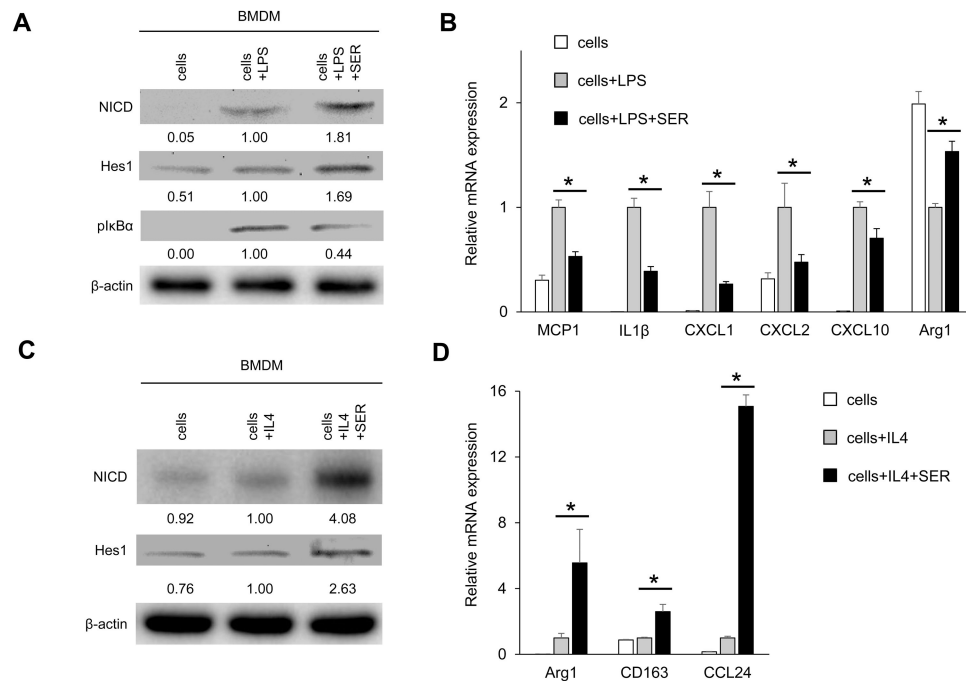 A
BMDM
cells
cells
+LPS
cells
+LPS
+SER
NICD
0.05 1.00 1.81
Hes1
0.51 1.00 1.69
pIκBα
0.00 1.00 0.44
β-actin
B
cells
cells+LPS
cells+LPS+SER
Relative mRNA expression
2
1
0
* * * * * *
MCP1 IL1β CXCL1 CXCL2 CXCL10 Arg1
C
BMDM
cells
cells
+IL4
cells
+IL4
+SER
NICD
0.92 1.00 4.08
Hes1
0.76 1.00 2.63
β-actin
D
cells
cells+IL4
cells+IL4+SER
Relative mRNA expression
16
12
8
4
0
* * *
Arg1 CD163 CCL24